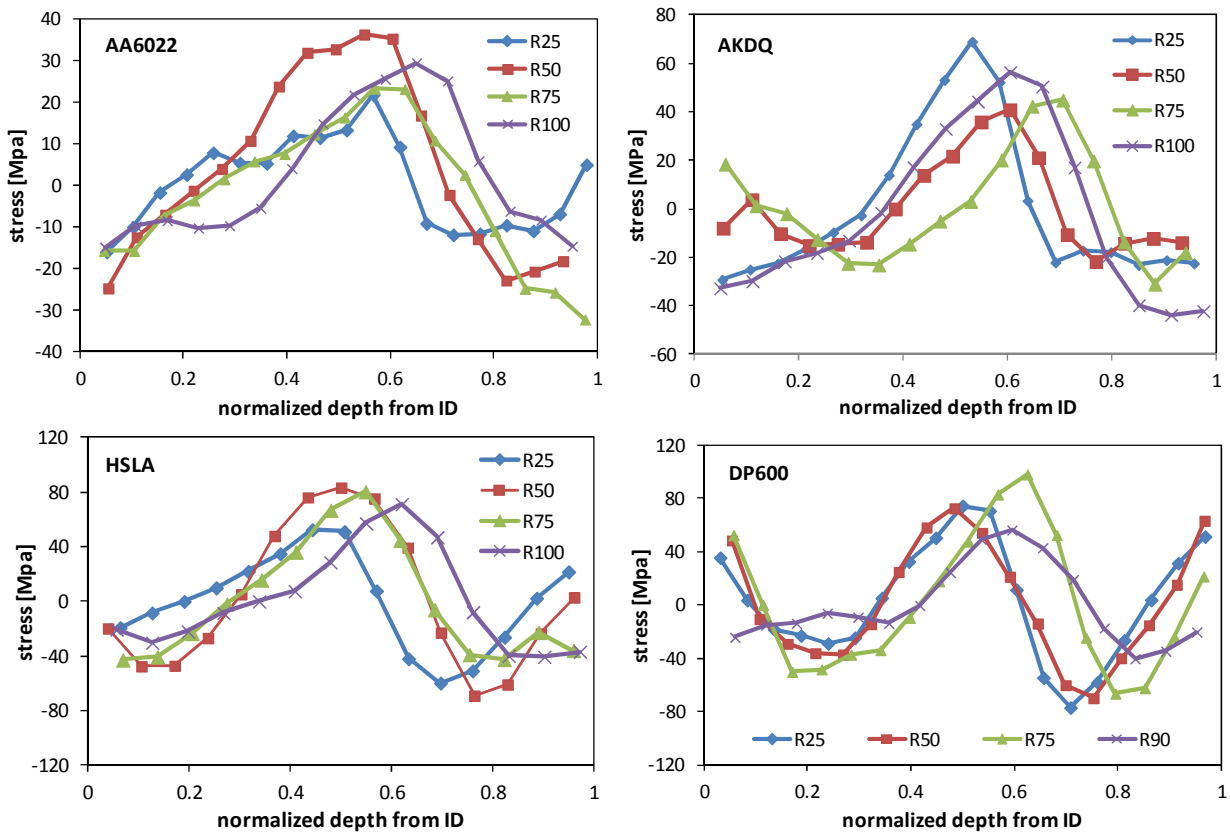 AA6022
R25
R50
R75
R100
stress [Mpa]
40
30
20
10
0
-10
-20
-30
-40
0 0.2 0.4 0.6 0.8 1
normalized depth from ID
AKDQ
R25
R50
R75
R100
stress [MPa]
80
60
40
20
0
-20
-40
-60
0 0.2 0.4 0.6 0.8 1
normalized depth from ID
HSLA
R25
R50
R75
R100
stress [Mpa]
120
80
40
0
-40
-80
-120
0 0.2 0.4 0.6 0.8 1
normalized depth from ID
DP600
stress [Mpa]
120
80
40
0
-40
-80
-120
R25 R50 R75 R90
0 0.2 0.4 0.6 0.8 1
normalized depth from ID